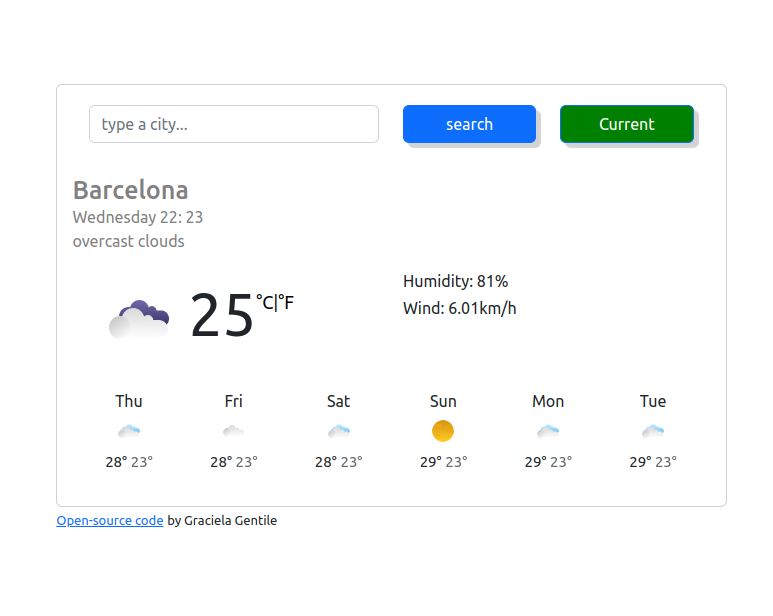 type a city...
search
Current
Barcelona
Wednesday 22: 23
overcast clouds
25 °C|°F
Humidity: 81%
Wind: 6.01km/h
Thu Fri Sat Sun Mon Tue
28° 23° 28° 23° 28° 23° 29° 23° 29° 23° 29° 23°
Open-source code by Graciela Gentile